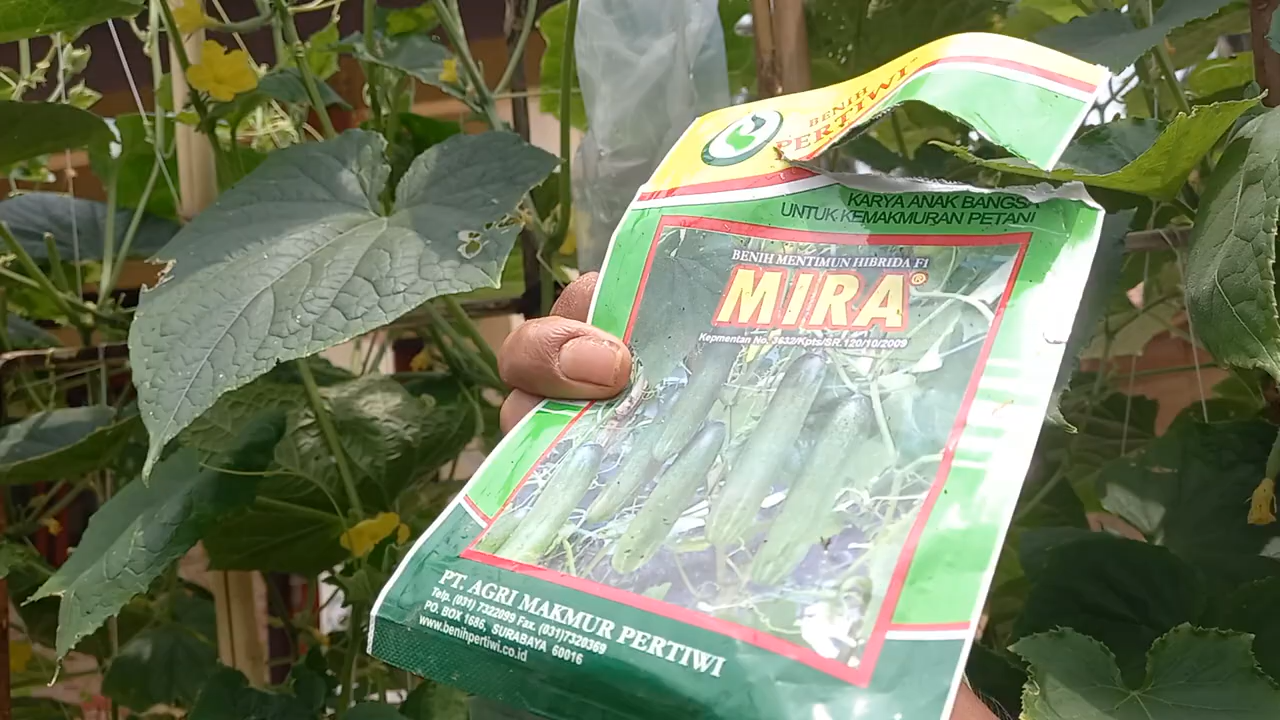 BENIH
PERTIWI
KARYA ANAK BANGSA
UNTUK KEMAKMURAN PETANI
BENIH MENTIMUN HIBRIDA F1
MIRA®
Kepmentan No. 3632/Kpts/SR.120/10/2009
PT. AGRI MAKMUR PERTIWI
Telp. (031) 7322099 Fax. (031)7320369
PO. BOX 1686, SURABAYA 60016
www.benihpertiwi.co.id